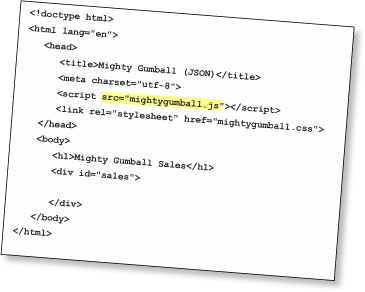 <!doctype html>
<html lang="en">
<head>
<title>Mighty Gumball (JSON)</title>
<meta charset="utf-8">
<script src="mightygumball.js"></script>
<link rel="stylesheet" href="mightygumball.css">
</head>
<body>
<h1>Mighty Gumball Sales</h1>
<div id="sales">
</div>
</body>
</html>